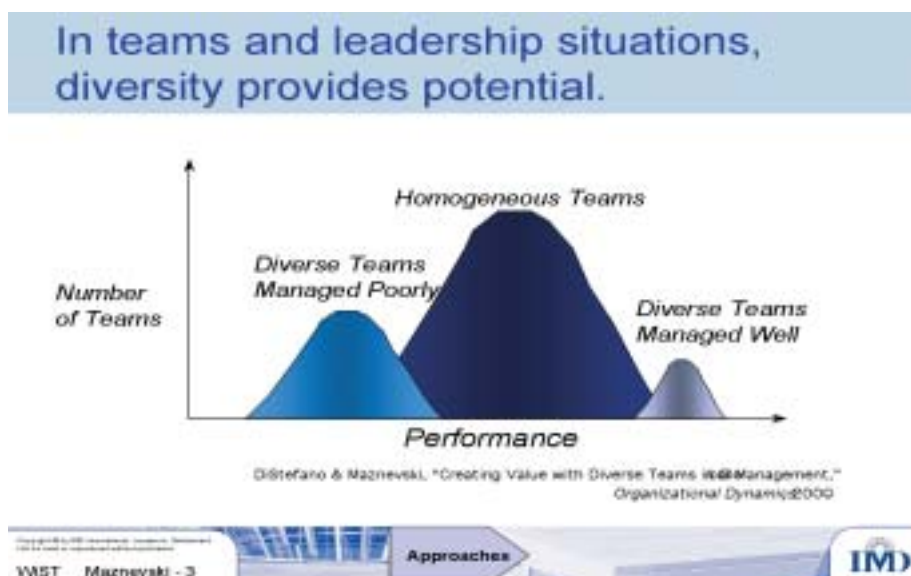 In teams and leadership situations,
diversity provides potential.
Homogeneous Teams
Diverse Teams
Managed Poorly
Number
of Teams
Diverse Teams
Managed Well
Performance
DiStefano & Maznevski, "Creating Value with Diverse Teams in Management,"
Organizational Dynamics 2000
Approaches
WIST Maznevski - 3
IMD